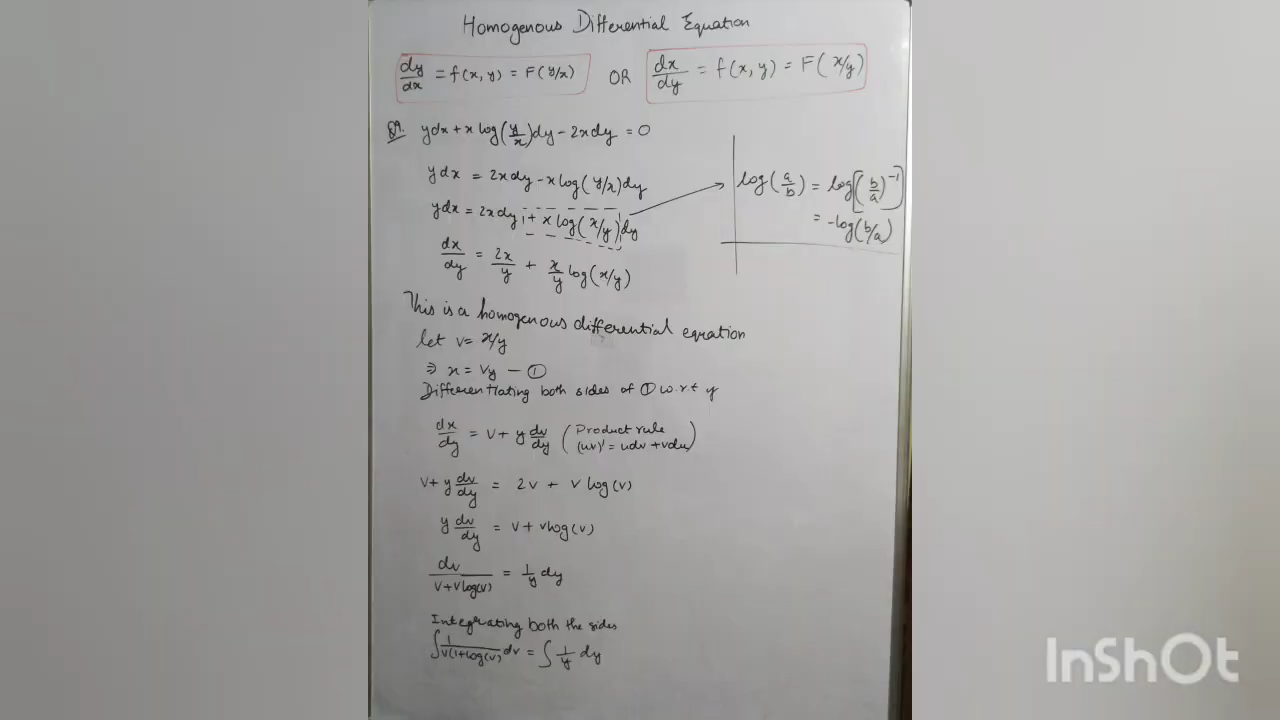 Homogenous Differential Equation
dy/dx = f(x, y) = F(y/x) OR dx/dy = f(x, y) = F(x/y)
Q9. ydx + x log(y/x)dy - 2xdy = 0
ydx = 2xdy - xlog(y/x)dy
ydx = 2xdy + x log(x/y)dy
log(a/b) = log[(b/a)^-1]
= -log(b/a)
dx/dy = 2x/y + x/y log(x/y)
This is a homogenous differential equation
let v = x/y
⇒ x = vy — ①
Differentiating both sides of ① w.r.t y
dx/dy = v + y dv/dy (Product rule
(uv)' = udv + vdu)
v + y dv/dy = 2v + v log(v)
y dv/dy = v + vlog(v)
dv/(v+vlog(v)) = 1/y dy
Integrating both the sides
∫ 1/(v(1+log(v)) dv = ∫ 1/y dy
InShOt